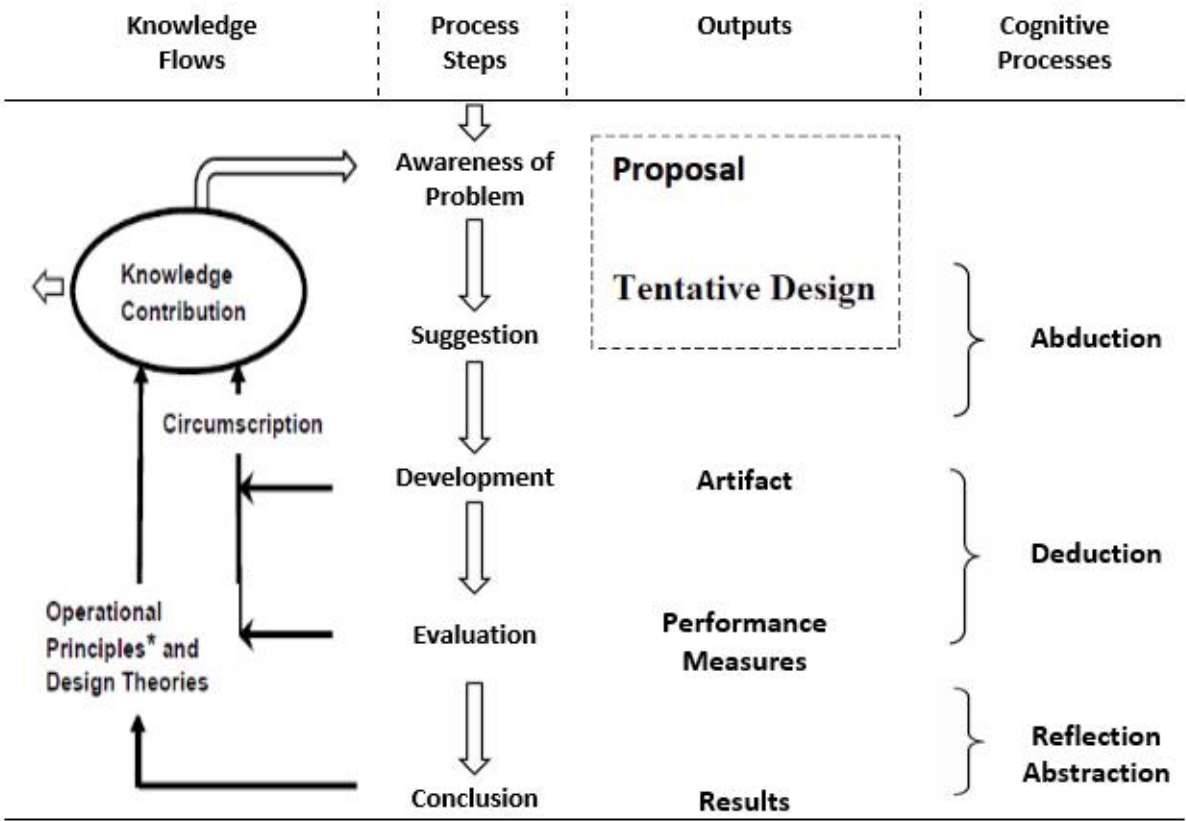 Knowledge
Flows
Process
Steps
Outputs
Cognitive
Processes
Awareness of
Problem
Proposal
Knowledge
Contribution
Tentative Design
Suggestion
Abduction
Circumscription
Development
Artifact
Deduction
Operational
Principles* and
Design Theories
Evaluation
Performance
Measures
Reflection
Abstraction
Conclusion
Results